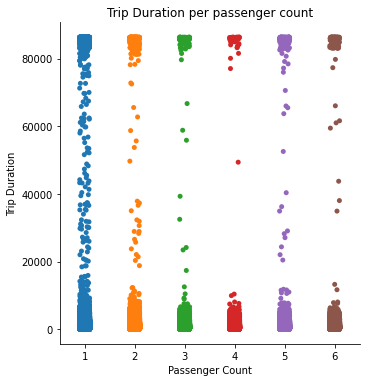 Trip Duration per passenger count
80000
60000
40000
20000
0
Trip Duration
1 2 3 4 5 6
Passenger Count